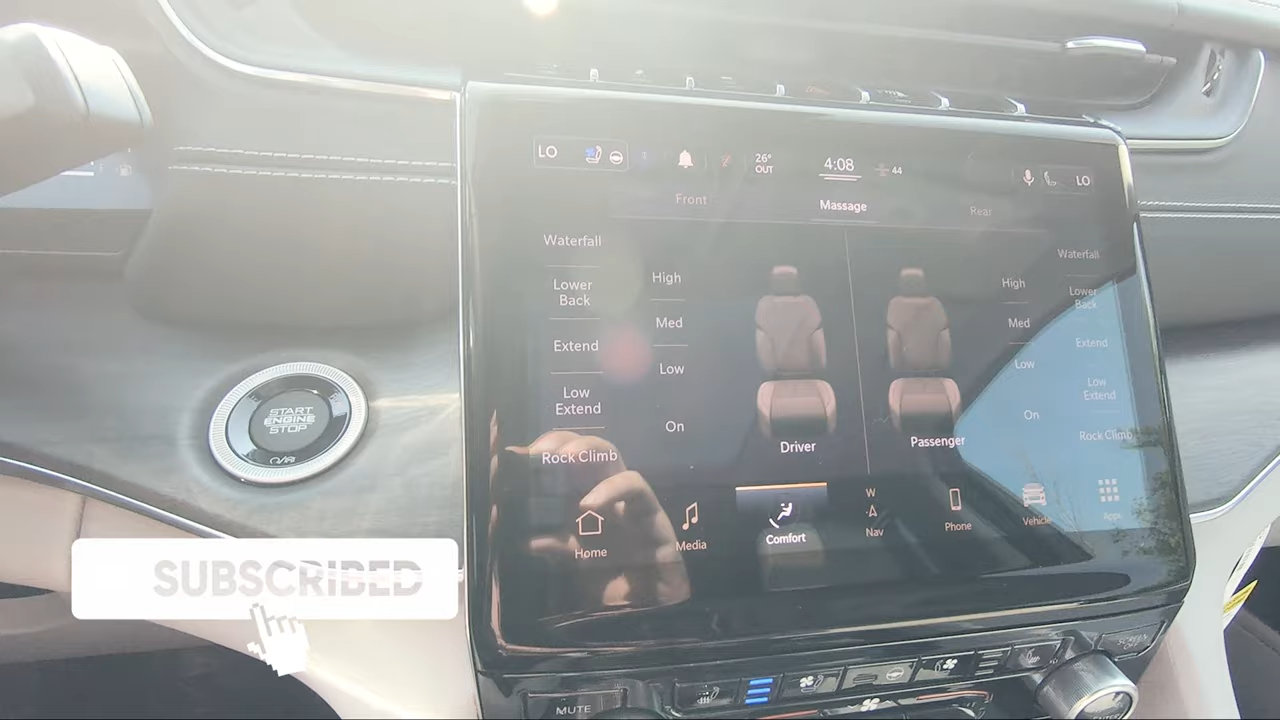 LO
26°
OUT
4:08
44
LO
Front
Massage
Rear
Waterfall
Lower
Back
Extend
Low
Extend
Rock Climb
High
Med
Low
On
Driver
Passenger
High
Med
Low
On
Waterfall
Lower
Back
Extend
Low
Extend
Rock Climb
Home
Media
Comfort
W
A
Nav
Phone
Vehicle
Apps
START
ENGINE
STOP
SUBSCRIBED
MUTE